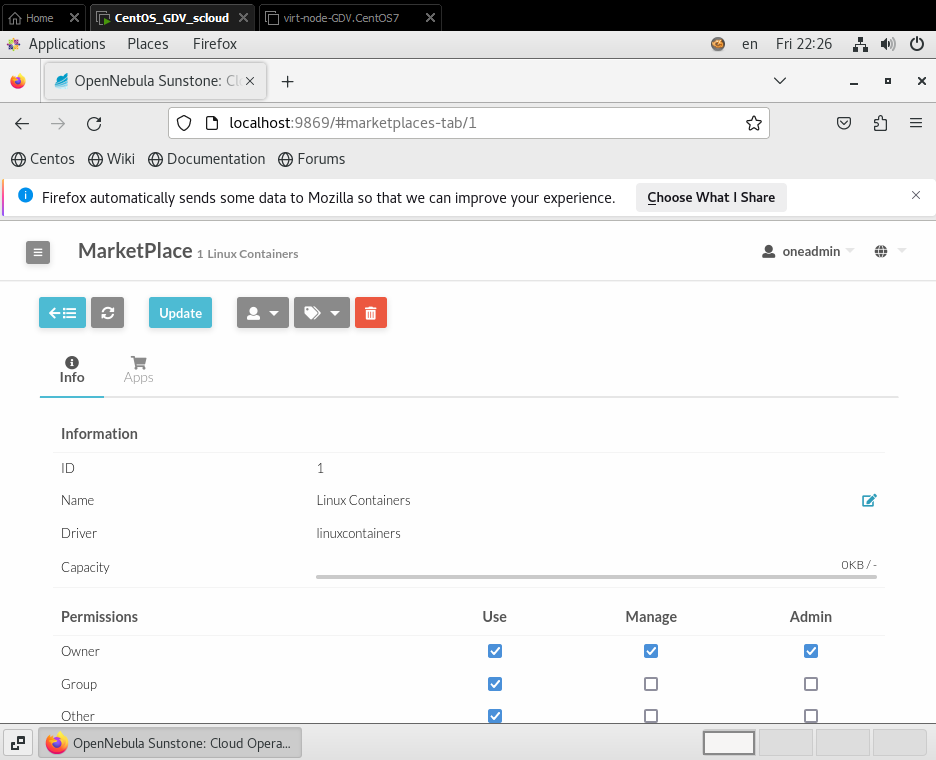 Home
CentOS_GDV_scloud
virt-node-GDV.CentOS7
Applications Places Firefox en Fri 22:26
OpenNebula Sunstone: Cl
localhost:9869/#marketplaces-tab/1
Centos Wiki Documentation Forums
Firefox automatically sends some data to Mozilla so that we can improve your experience. Choose What I Share
MarketPlace 1 Linux Containers oneadmin
Update
Info Apps
Information
ID 1
Name Linux Containers
Driver linuxcontainers
Capacity 0KB / -
Permissions Use Manage Admin
Owner
Group
Other
OpenNebula Sunstone: Cloud Opera...